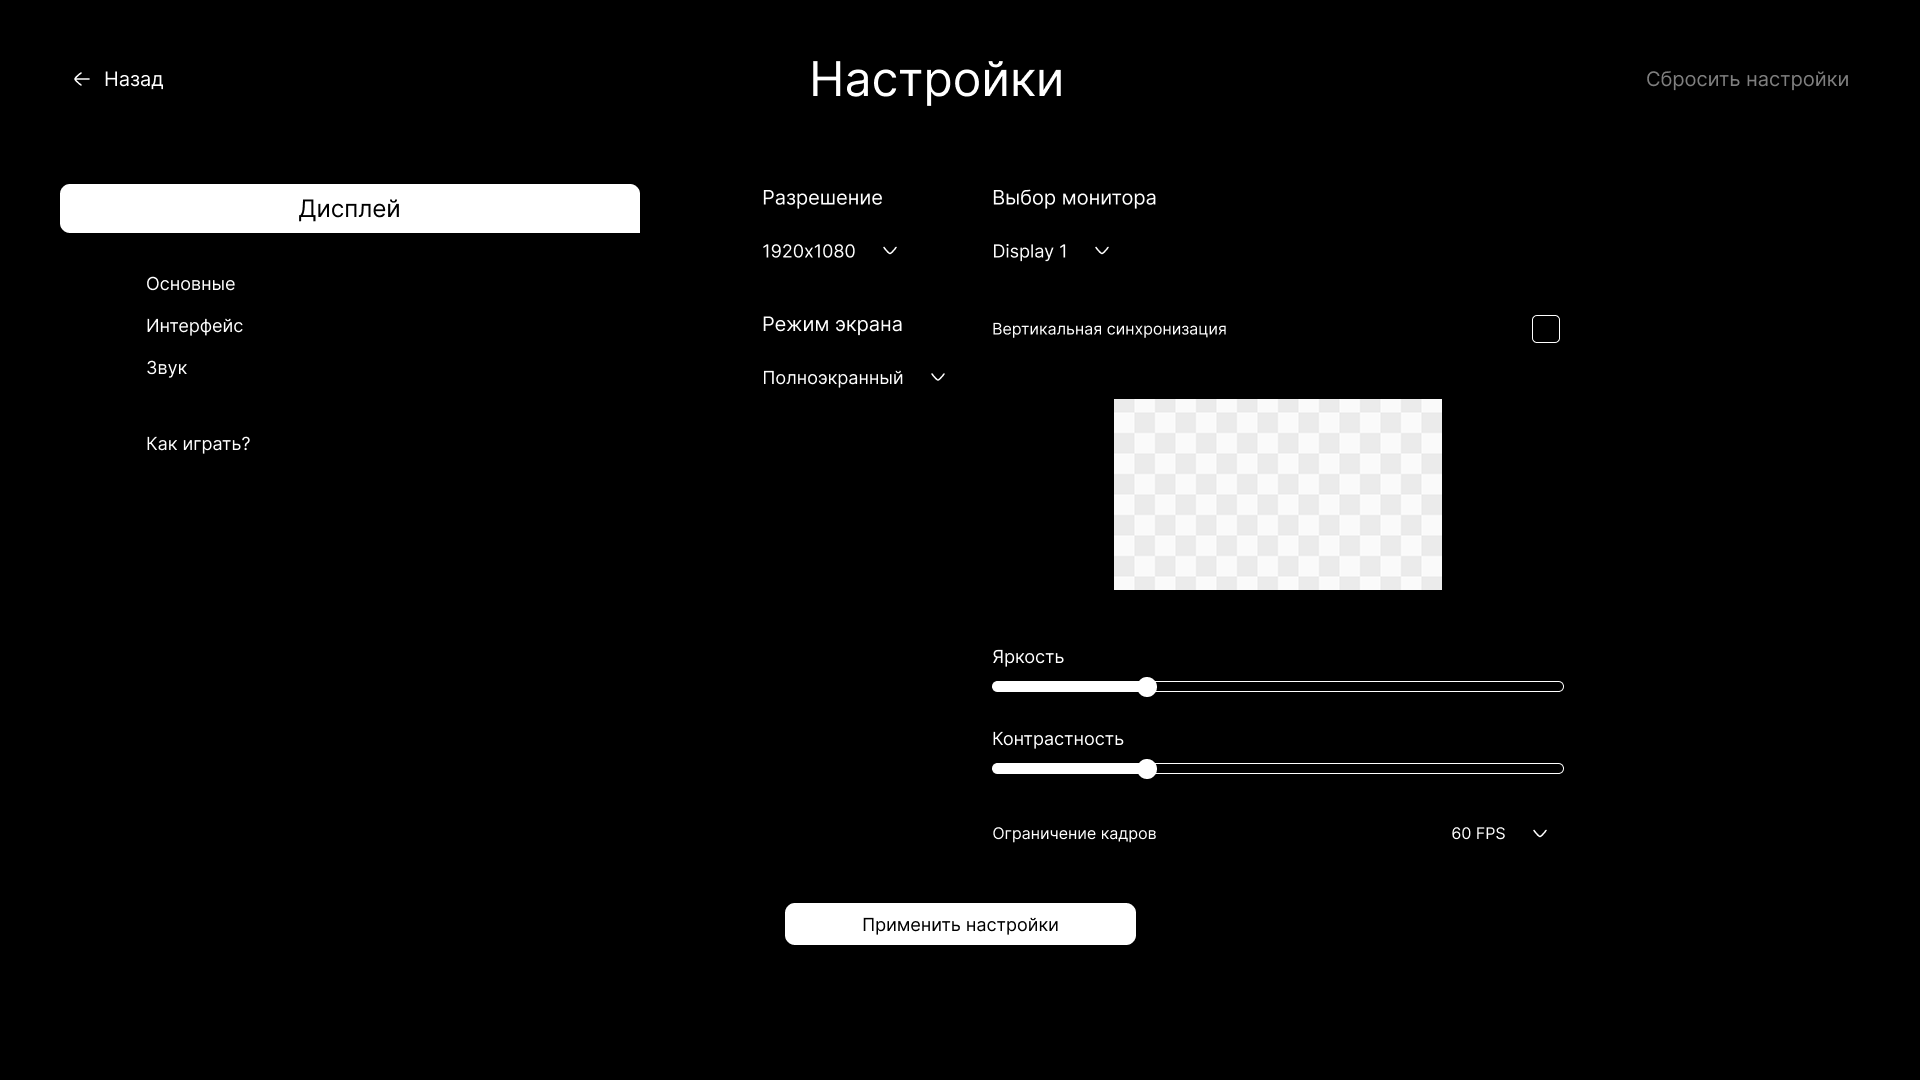 Назад
Настройки
Сбросить настройки
Дисплей
Основные
Интерфейс
Звук
Как играть?
Разрешение
1920x1080
Режим экрана
Полноэкранный
Выбор монитора
Display 1
Вертикальная синхронизация
Яркость
Контрастность
Ограничение кадров
60 FPS
Применить настройки